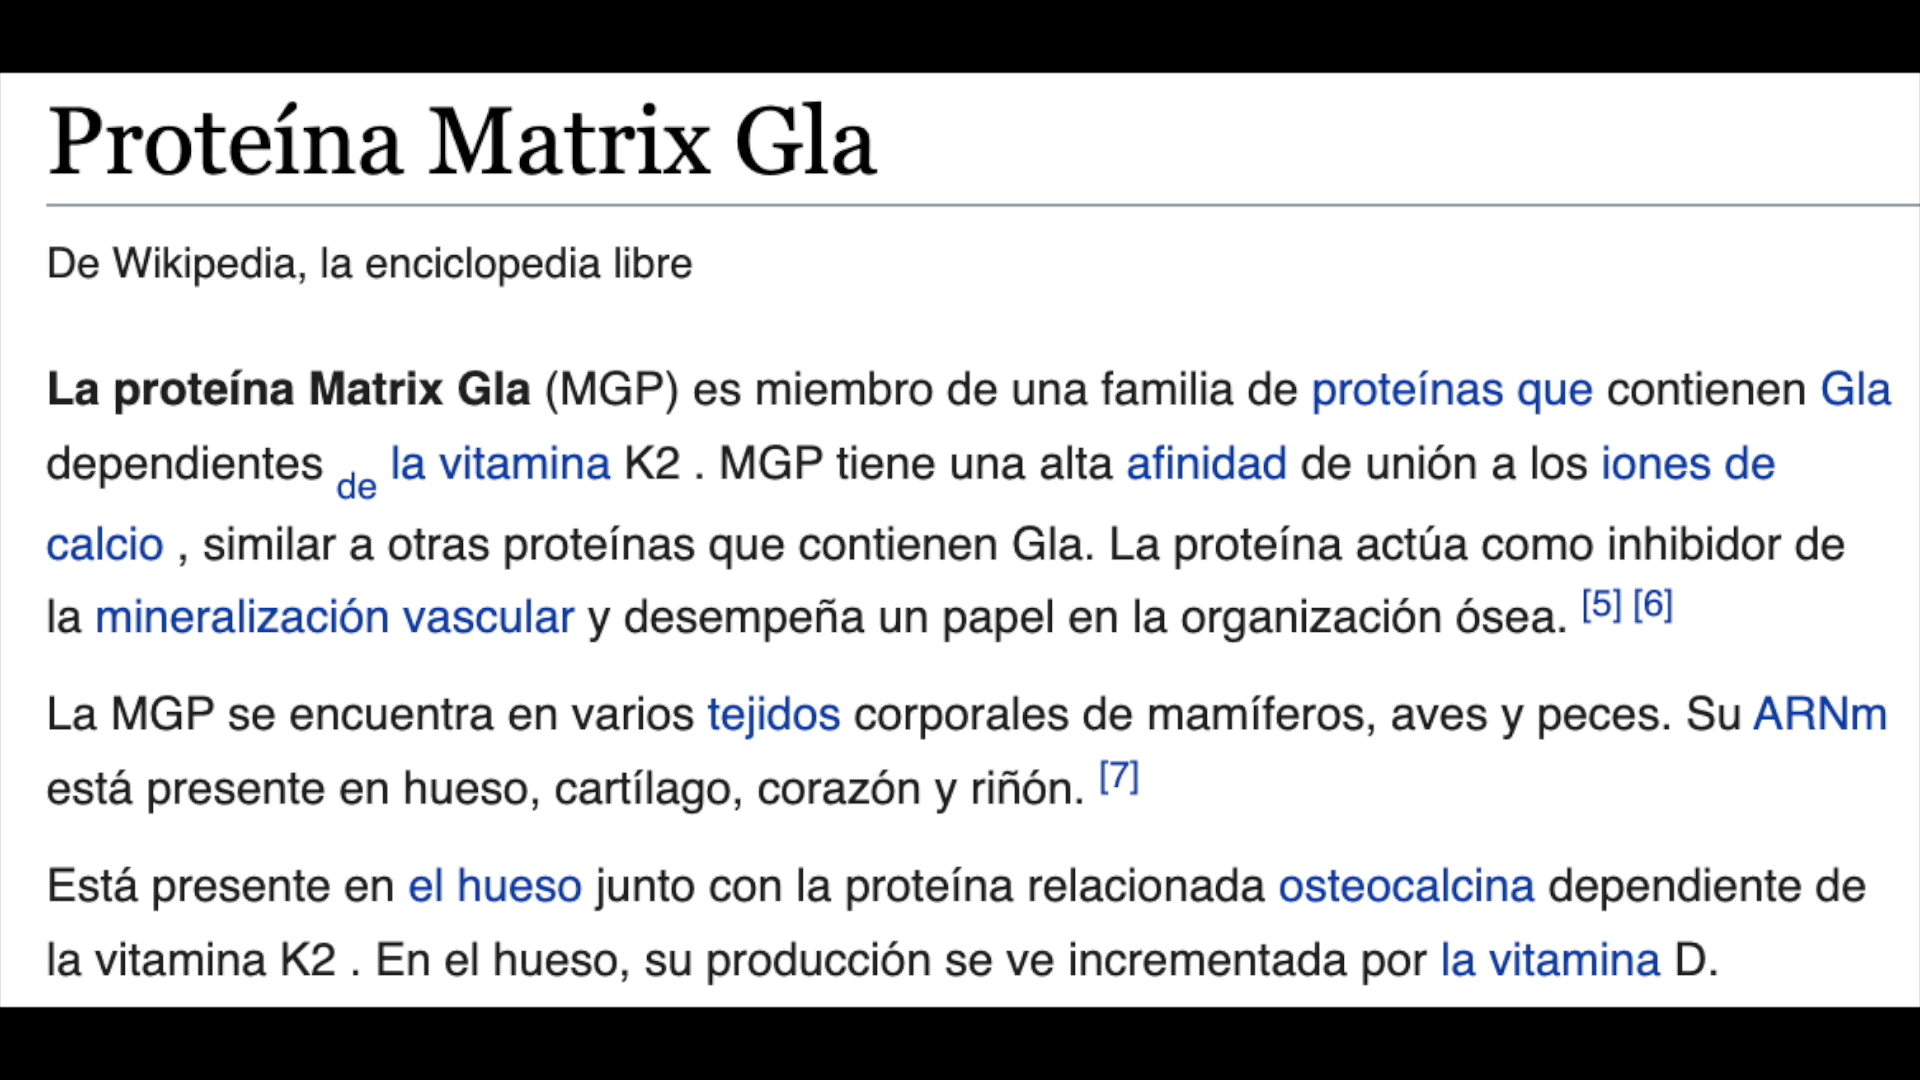 Proteína Matrix Gla
De Wikipedia, la enciclopedia libre
La proteína Matrix Gla (MGP) es miembro de una familia de proteínas que contienen Gla
dependientes de la vitamina K2 . MGP tiene una alta afinidad de unión a los iones de
calcio , similar a otras proteínas que contienen Gla. La proteína actúa como inhibidor de
la mineralización vascular y desempeña un papel en la organización ósea. [5] [6]
La MGP se encuentra en varios tejidos corporales de mamíferos, aves y peces. Su ARNm
está presente en hueso, cartílago, corazón y riñón. [7]
Está presente en el hueso junto con la proteína relacionada osteocalcina dependiente de
la vitamina K2 . En el hueso, su producción se ve incrementada por la vitamina D.